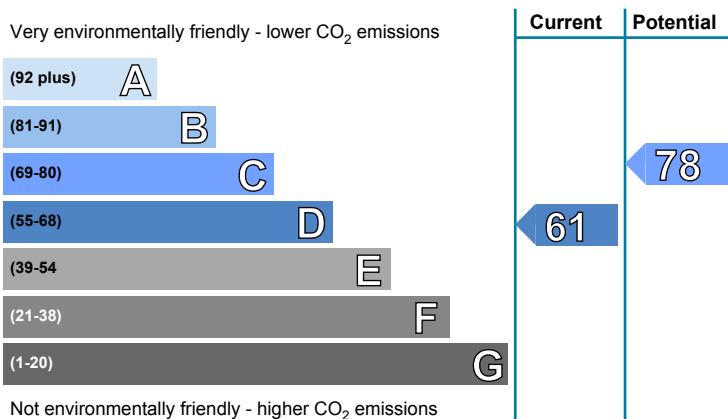 Current Potential
Very environmentally friendly - lower CO2 emissions
(92 plus) A
(81-91) B
(69-80) C
78
(55-68) D
61
(39-54 E
(21-38) F
(1-20) G
Not environmentally friendly - higher CO2 emissions